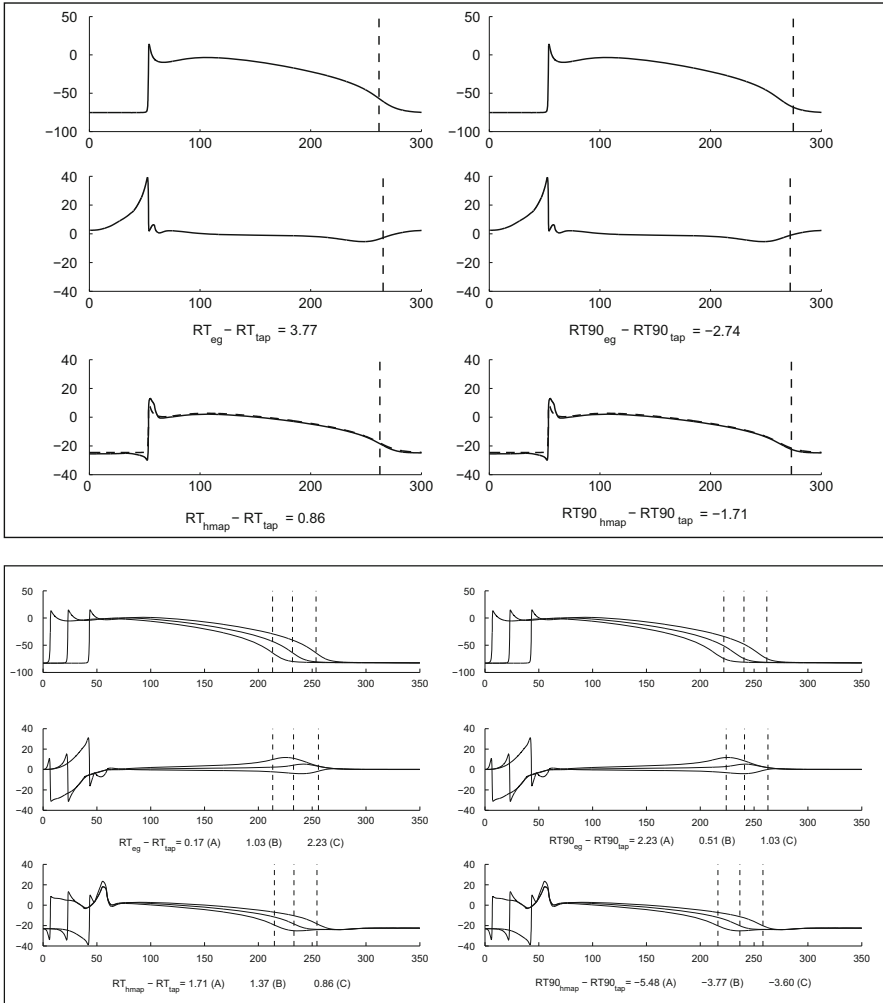 50
0
−50
−100
0 100 200 300
50
0
−50
−100
0 100 200 300
40
20
0
−20
−40
0 100 200 300
RTeg − RTtap = 3.77
40
20
0
−20
−40
0 100 200 300
RT90eg − RT90tap = −2.74
40
20
0
−20
−40
0 100 200 300
RThmap − RTtap = 0.86
40
20
0
−20
−40
0 100 200 300
RT90hmap − RT90tap = −1.71
50
0
−50
−100
0 50 100 150 200 250 300 350
50
0
−50
−100
0 50 100 150 200 250 300 350
40
20
0
−20
−40
0 50 100 150 200 250 300 350
RTeg − RTtap = 0.17 (A) 1.03 (B) 2.23 (C)
40
20
0
−20
−40
0 50 100 150 200 250 300 350
RT90eg − RT90tap = 2.23 (A) 0.51 (B) 1.03 (C)
40
20
0
−20
−40
0 50 100 150 200 250 300 350
RThmap − RTtap = 1.71 (A) 1.37 (B) 0.86 (C)
40
20
0
−20
−40
0 50 100 150 200 250 300 350
RT90hmap − RT90tap = −5.48 (A) −3.77 (B) −3.60 (C)